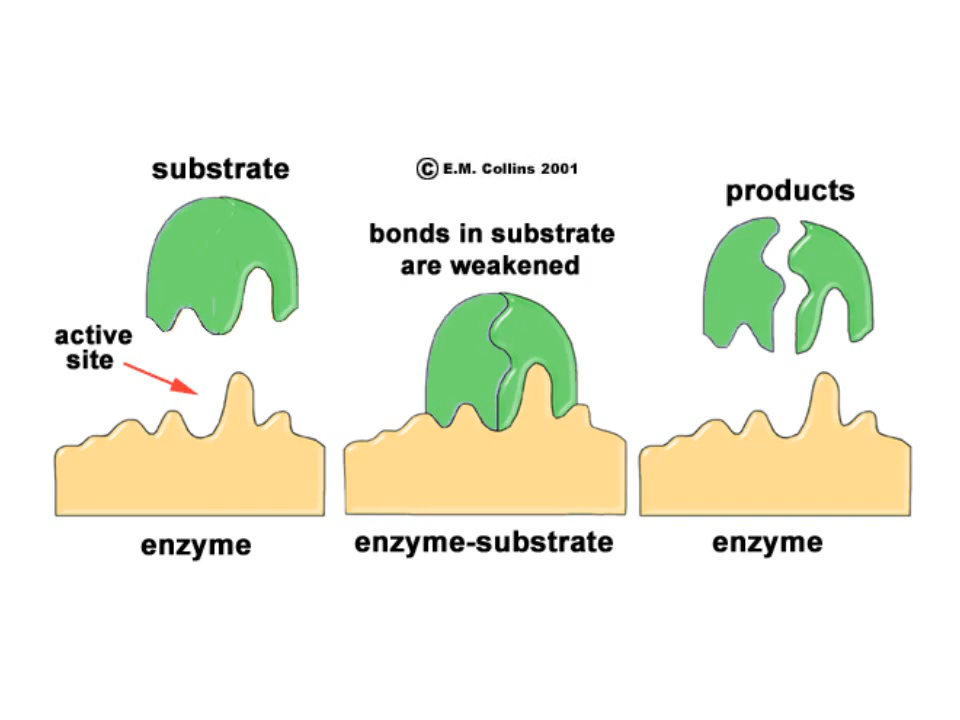 substrate
© E.M. Collins 2001
products
bonds in substrate
are weakened
active
site
enzyme
enzyme-substrate
enzyme